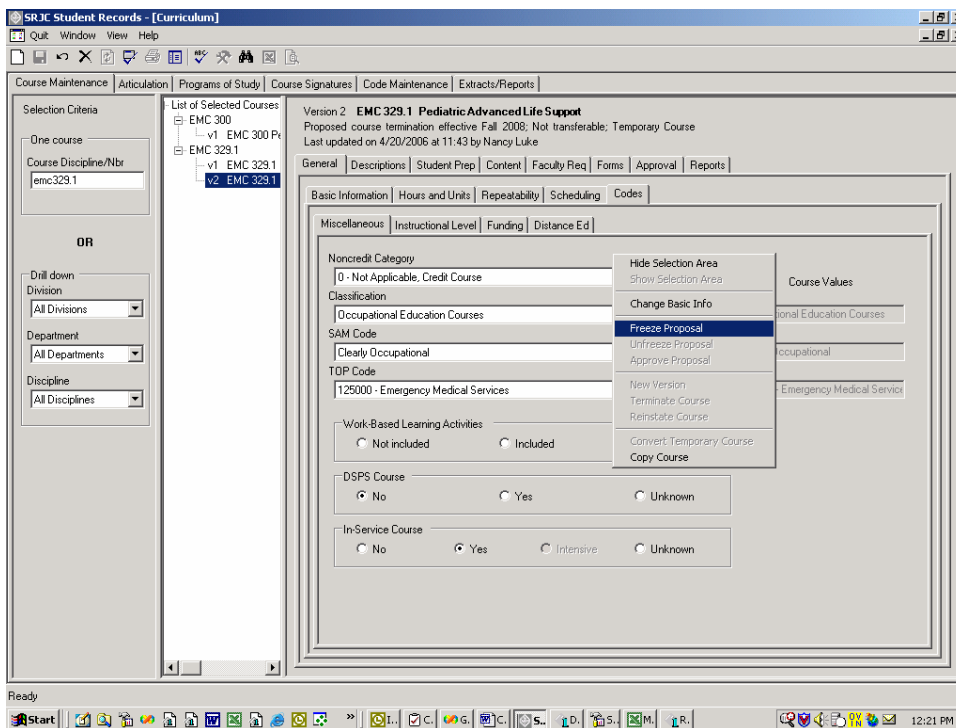 SRJC Student Records - [Curriculum]
Quit Window View Help
Course Maintenance Articulation Programs of Study Course Signatures Code Maintenance Extracts/Reports
Selection Criteria
One course
Course Discipline/Nbr
emc329.1
OR
Drill down
Division
All Divisions
Department
All Departments
Discipline
All Disciplines
List of Selected Courses
EMC 300
v1 EMC 300 Pe
EMC 329.1
v1 EMC 329.1
v2 EMC 329.1
Version 2 EMC 329.1 Pediatric Advanced Life Support
Proposed course termination effective Fall 2008; Not transferable; Temporary Course
Last updated on 4/20/2006 at 11:43 by Nancy Luke
General Descriptions Student Prep Content Faculty Req Forms Approval Reports
Basic Information Hours and Units Repeatability Scheduling Codes
Miscellaneous Instructional Level Funding Distance Ed
Noncredit Category
0 - Not Applicable, Credit Course
Classification
Occupational Education Courses
SAM Code
Clearly Occupational
TOP Code
125000 - Emergency Medical Services
Course Values
ional Education Courses
Occupational
- Emergency Medical Service
Hide Selection Area
Show Selection Area
Change Basic Info
Freeze Proposal
Unfreeze Proposal
Approve Proposal
New Version
Terminate Course
Reinstate Course
Convert Temporary Course
Copy Course
Work-Based Learning Activities
Not included Included
DSPS Course
No Yes Unknown
In-Service Course
No Yes Intensive Unknown
Ready
Start I.. C. G. C. S.. D. S.. M. R. 12:21 PM